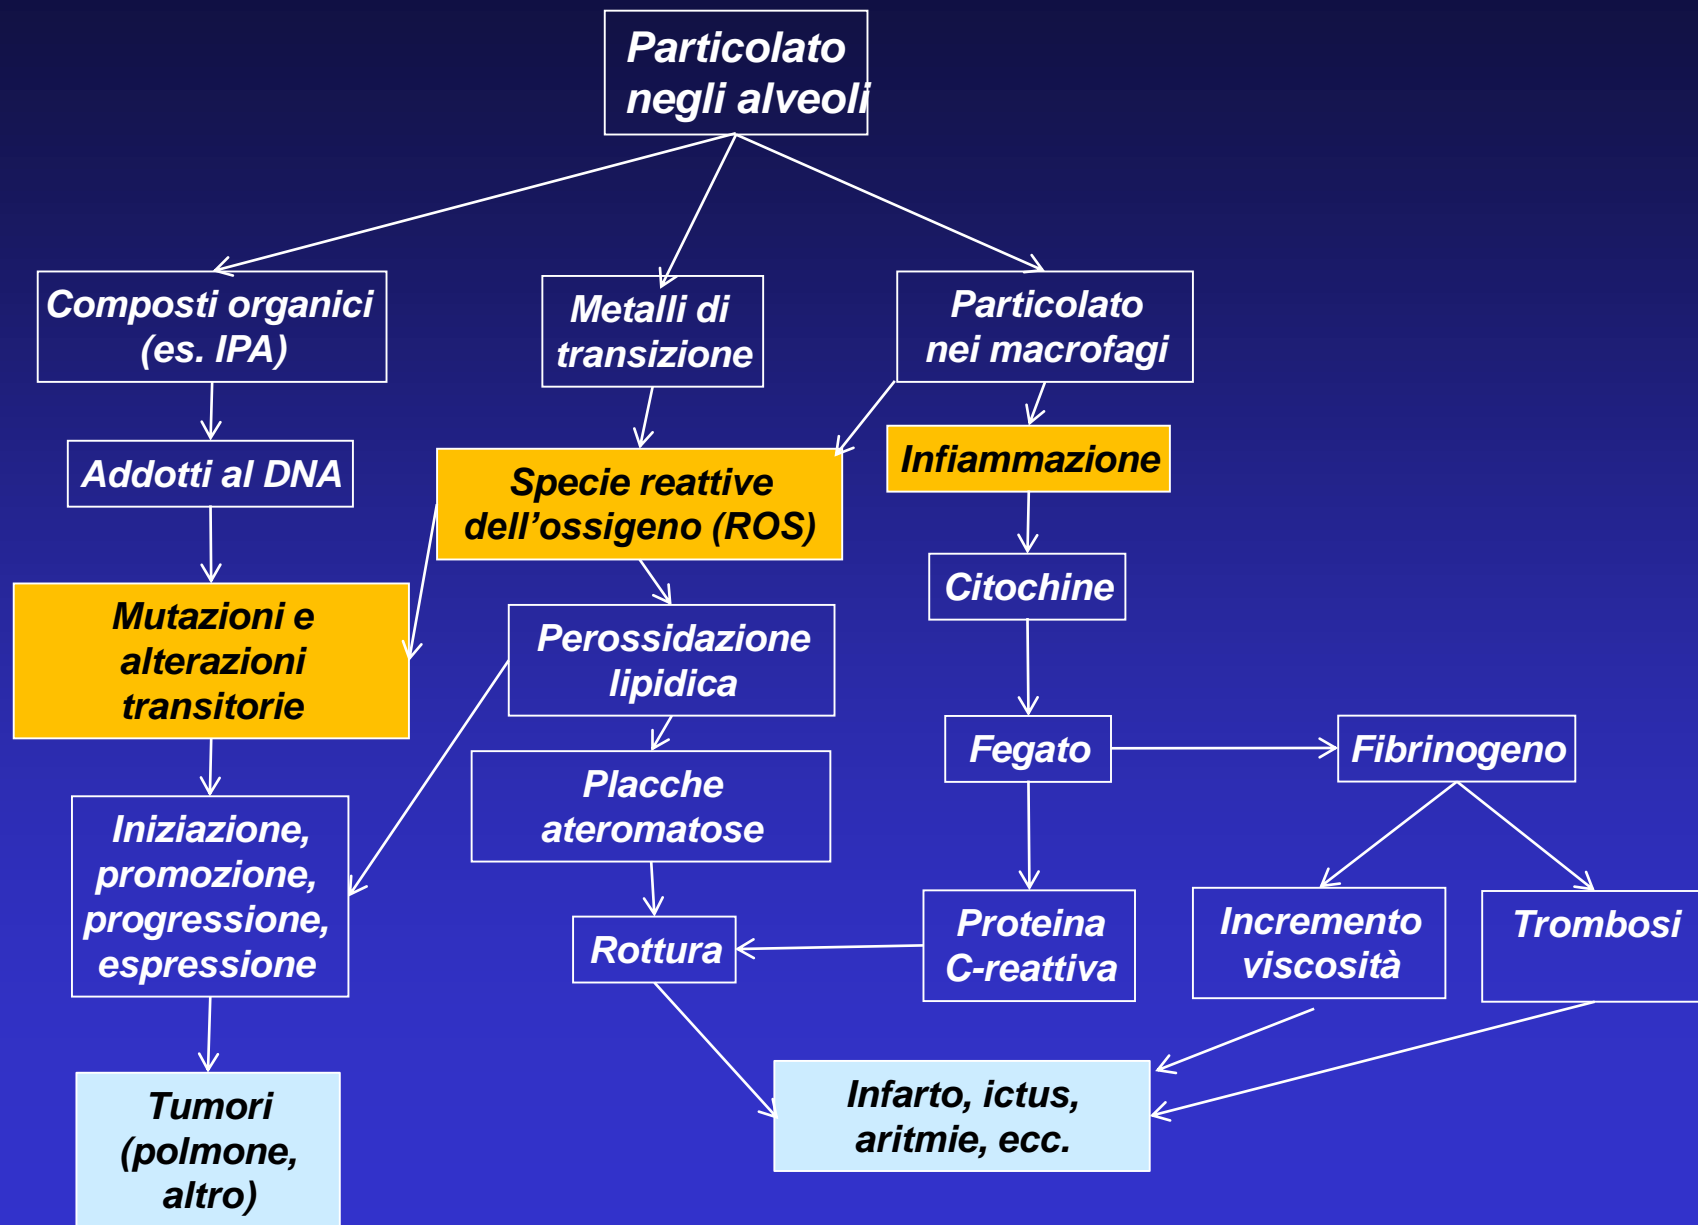 Particolato
negli alveoli
Composti organici
(es. IPA)
Metalli di
transizione
Particolato
nei macrofagi
Addotti al DNA
Specie reattive
dell’ossigeno (ROS)
Infiammazione
Citochine
Mutazioni e
alterazioni
transitorie
Perossidazione
lipidica
Fegato
Fibrinogeno
Placche
ateromatose
Iniziazione,
promozione,
progressione,
espressione
Rottura
Proteina
C-reattiva
Incremento
viscosità
Trombosi
Tumori
(polmone,
altro)
Infarto, ictus,
aritmie, ecc.